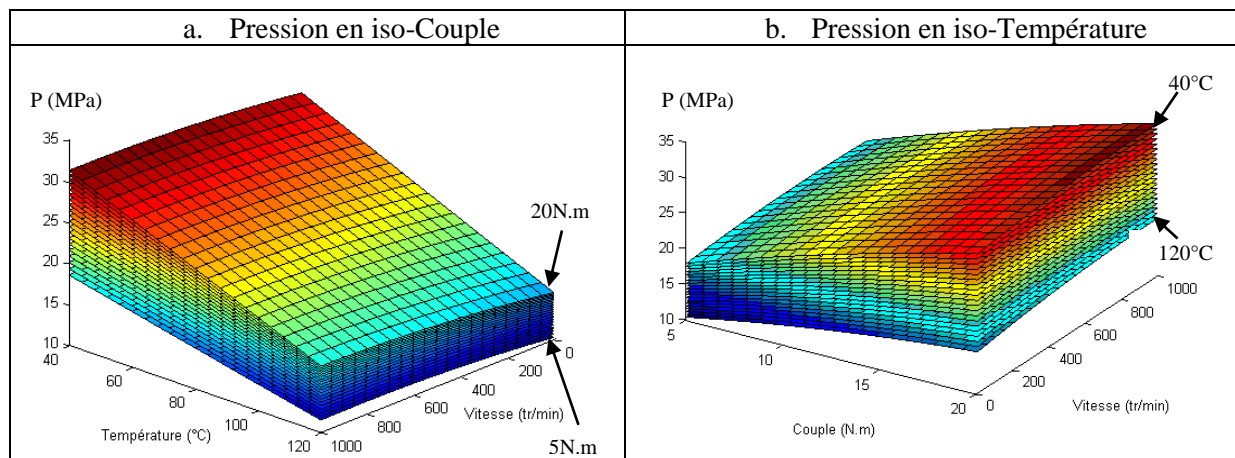 a. Pression en iso-Couple
b. Pression en iso-Température
P (MPa)
35
30
25
20
15
10
40
60
80
100
120
Température (°C)
1000
800
600
400
200
0
Vitesse (tr/min)
20N.m
5N.m
P (MPa)
35
30
25
20
15
10
5
10
15
20
Couple (N.m)
0
200
400
600
800
1000
Vitesse (tr/min)
40°C
120°C